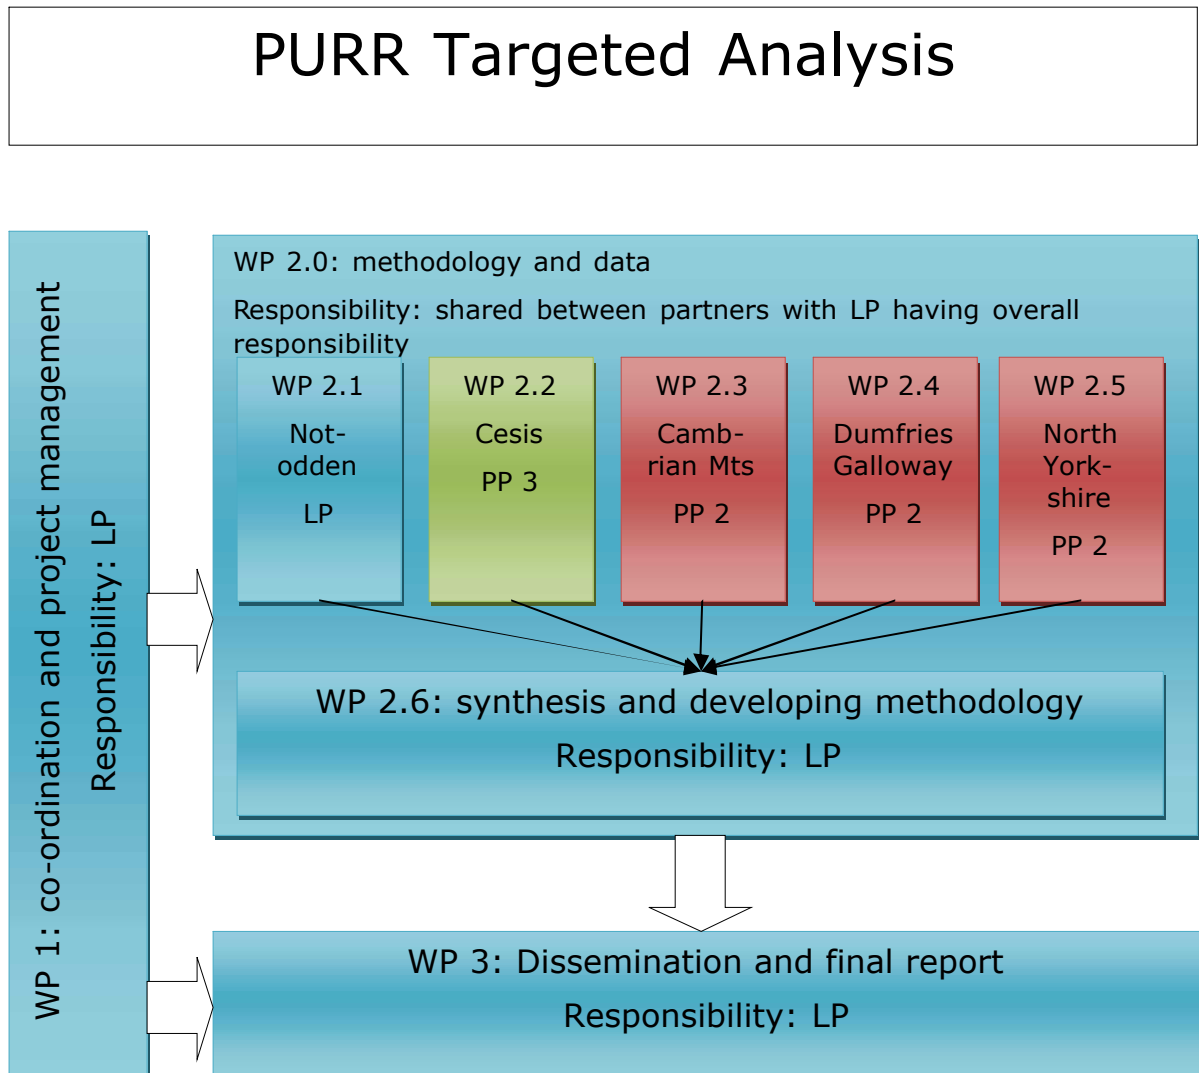 PURR Targeted Analysis
WP 1: co-ordination and project management
Responsibility: LP
WP 2.0: methodology and data
Responsibility: shared between partners with LP having overall
responsibility
WP 2.1
Not-
odden
LP
WP 2.2
Cesis
PP 3
WP 2.3
Camb-
rian Mts
PP 2
WP 2.4
Dumfries
Galloway
PP 2
WP 2.5
North
York-
shire
PP 2
WP 2.6: synthesis and developing methodology
Responsibility: LP
WP 3: Dissemination and final report
Responsibility: LP